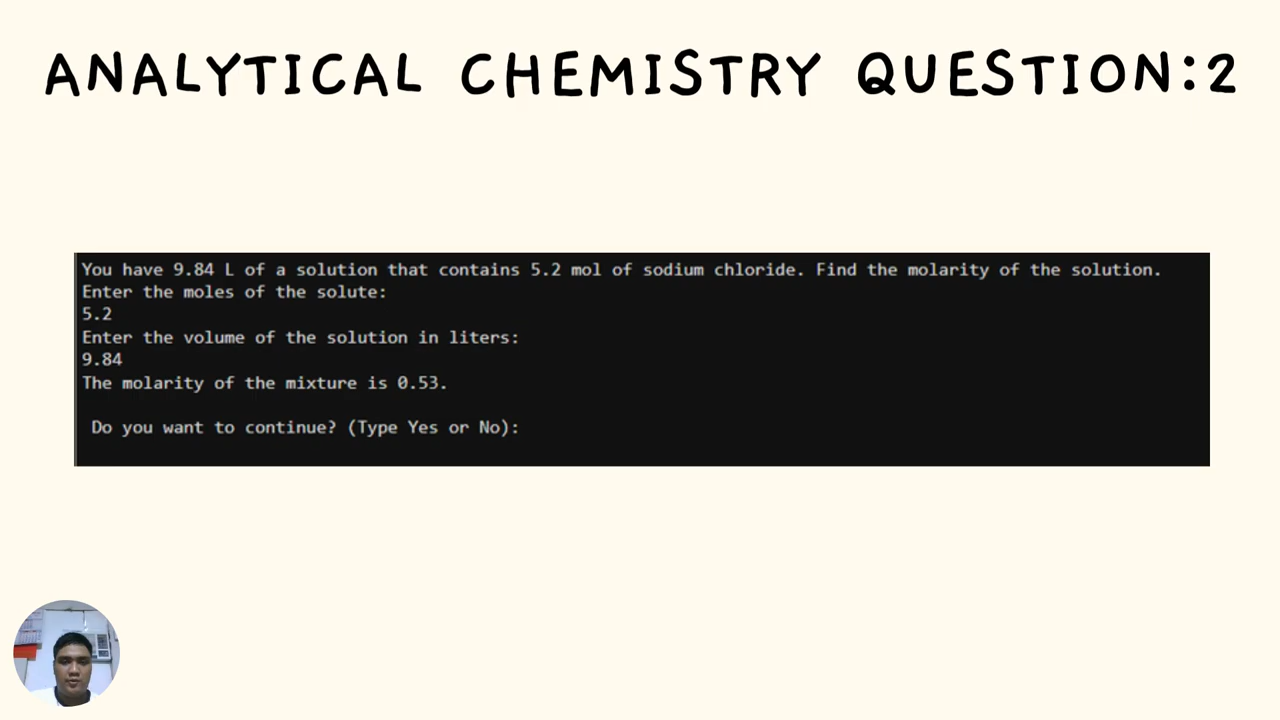 ANALYTICAL CHEMISTRY QUESTION:2
You have 9.84 L of a solution that contains 5.2 mol of sodium chloride. Find the molarity of the solution.
Enter the moles of the solute:
5.2
Enter the volume of the solution in liters:
9.84
The molarity of the mixture is 0.53.
Do you want to continue? (Type Yes or No):